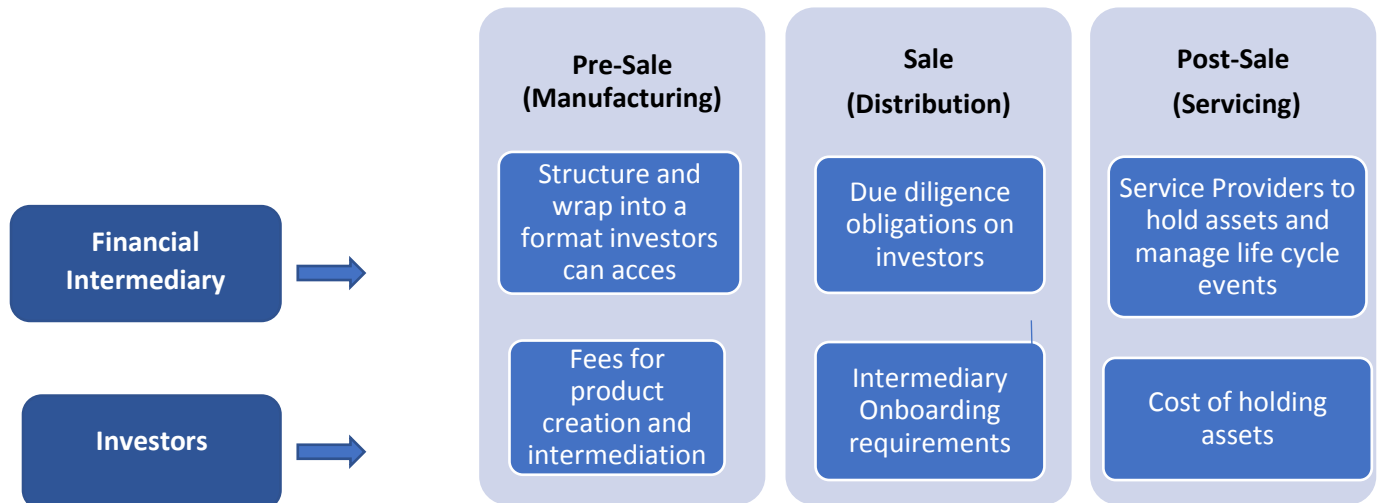 Pre-Sale
(Manufacturing)
Sale
(Distribution)
Post-Sale
(Servicing)
Financial
Intermediary
Structure and
wrap into a
format investors
can acces
Due diligence
obligations on
investors
Service Providers to
hold assets and
manage life cycle
events
Investors
Fees for
product
creation and
intermediation
Intermediary
Onboarding
requirements
Cost of holding
assets